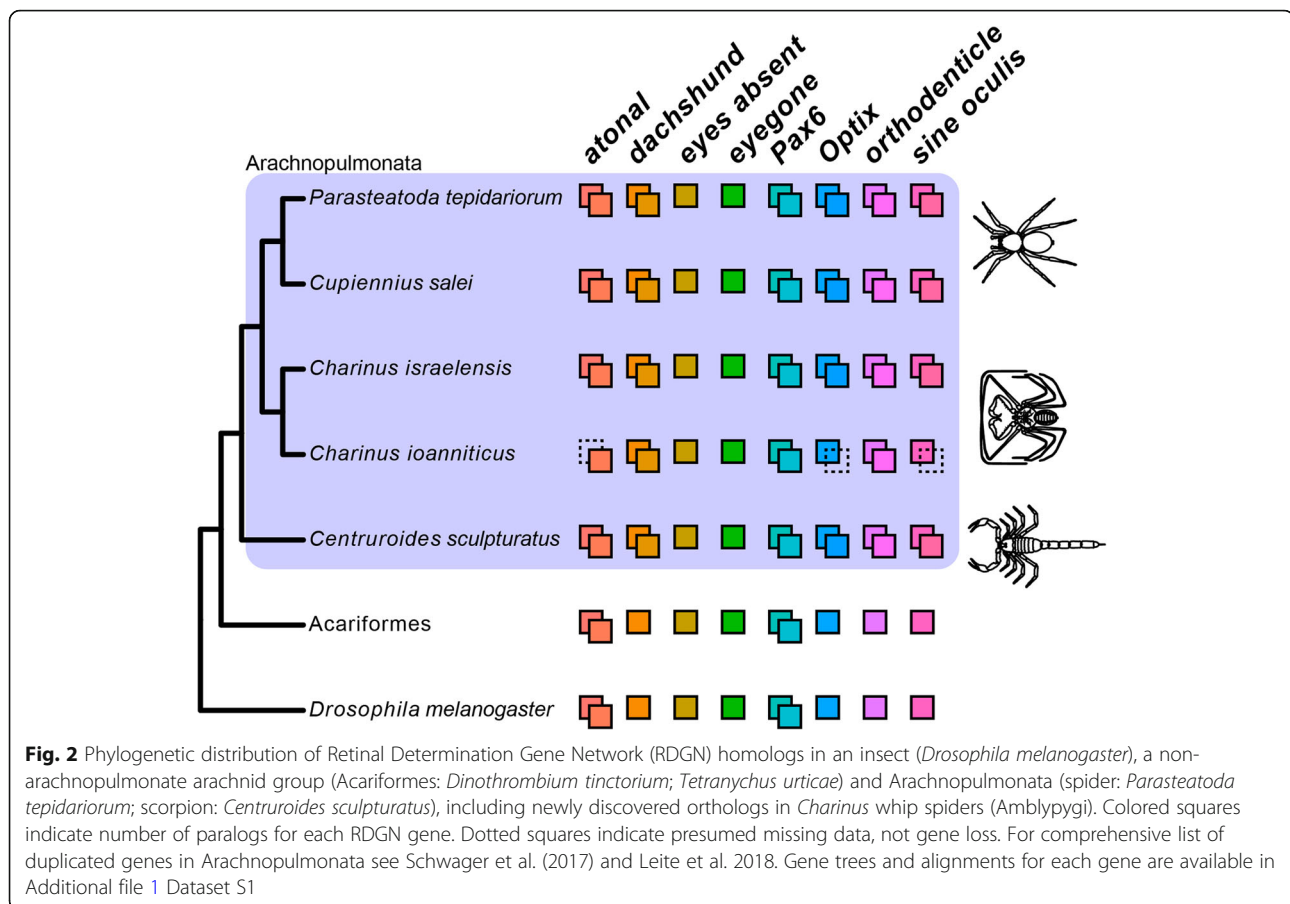 atonal
dachshund
eyes absent
eyegone
Pax6
Optix
orthodenticle
sine oculis
Arachnopulmonata
Parasteatoda tepidariorum
Cupiennius salei
Charinus israelensis
Charinus ioanniticus
Centruroides sculpturatus
Acariformes
Drosophila melanogaster
Fig. 2 Phylogenetic distribution of Retinal Determination Gene Network (RDGN) homologs in an insect (Drosophila melanogaster), a non-
arachnopulmonate arachnid group (Acariformes: Dinothrombium tinctorium; Tetranychus urticae) and Arachnopulmonata (spider: Parasteatoda
tepidariorum; scorpion: Centruroides sculpturatus), including newly discovered orthologs in Charinus whip spiders (Amblypygi). Colored squares
indicate number of paralogs for each RDGN gene. Dotted squares indicate presumed missing data, not gene loss. For comprehensive list of
duplicated genes in Arachnopulmonata see Schwager et al. (2017) and Leite et al. 2018. Gene trees and alignments for each gene are available in
Additional file 1 Dataset S1